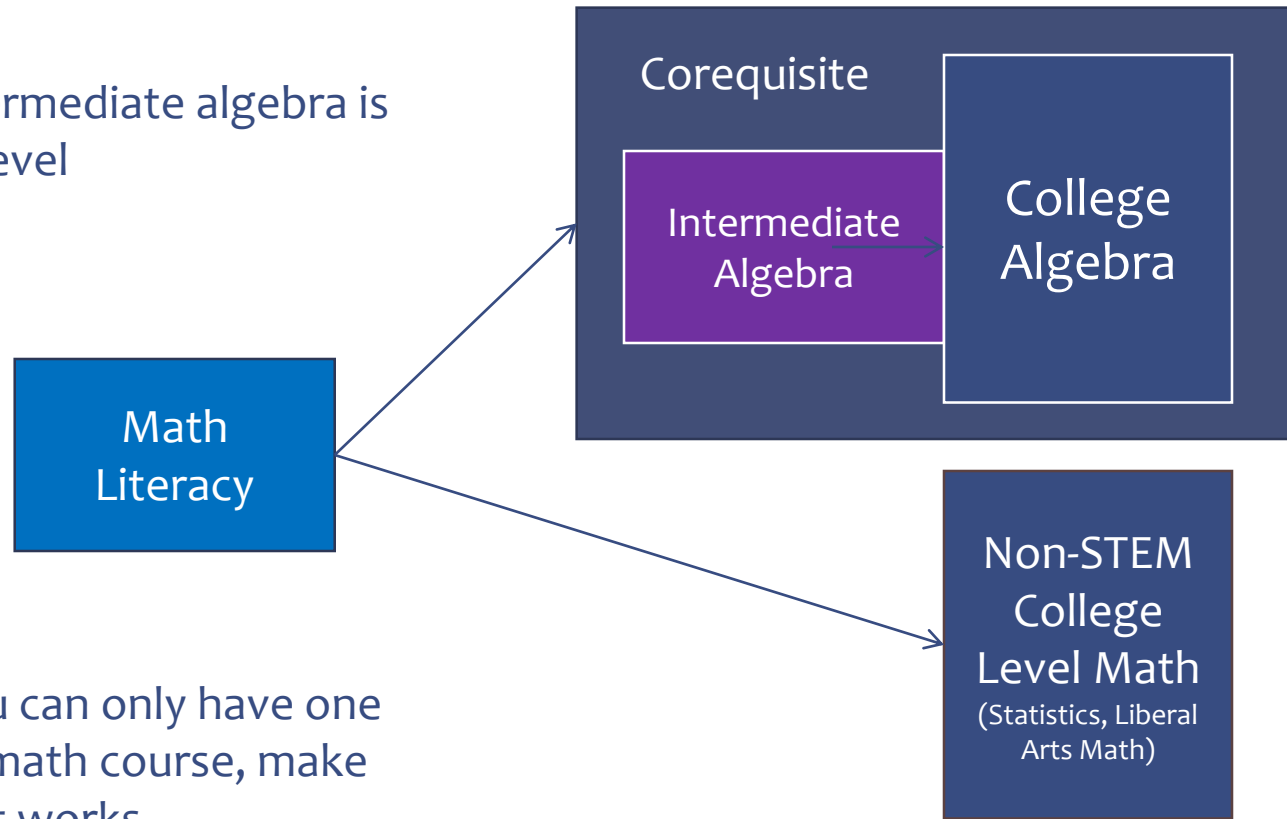 rmediate algebra is
evel
Corequisite
Intermediate
Algebra
College
Algebra
Math
Literacy
Non-STEM
College
Level Math
(Statistics, Liberal
Arts Math)
u can only have one
math course, make
works